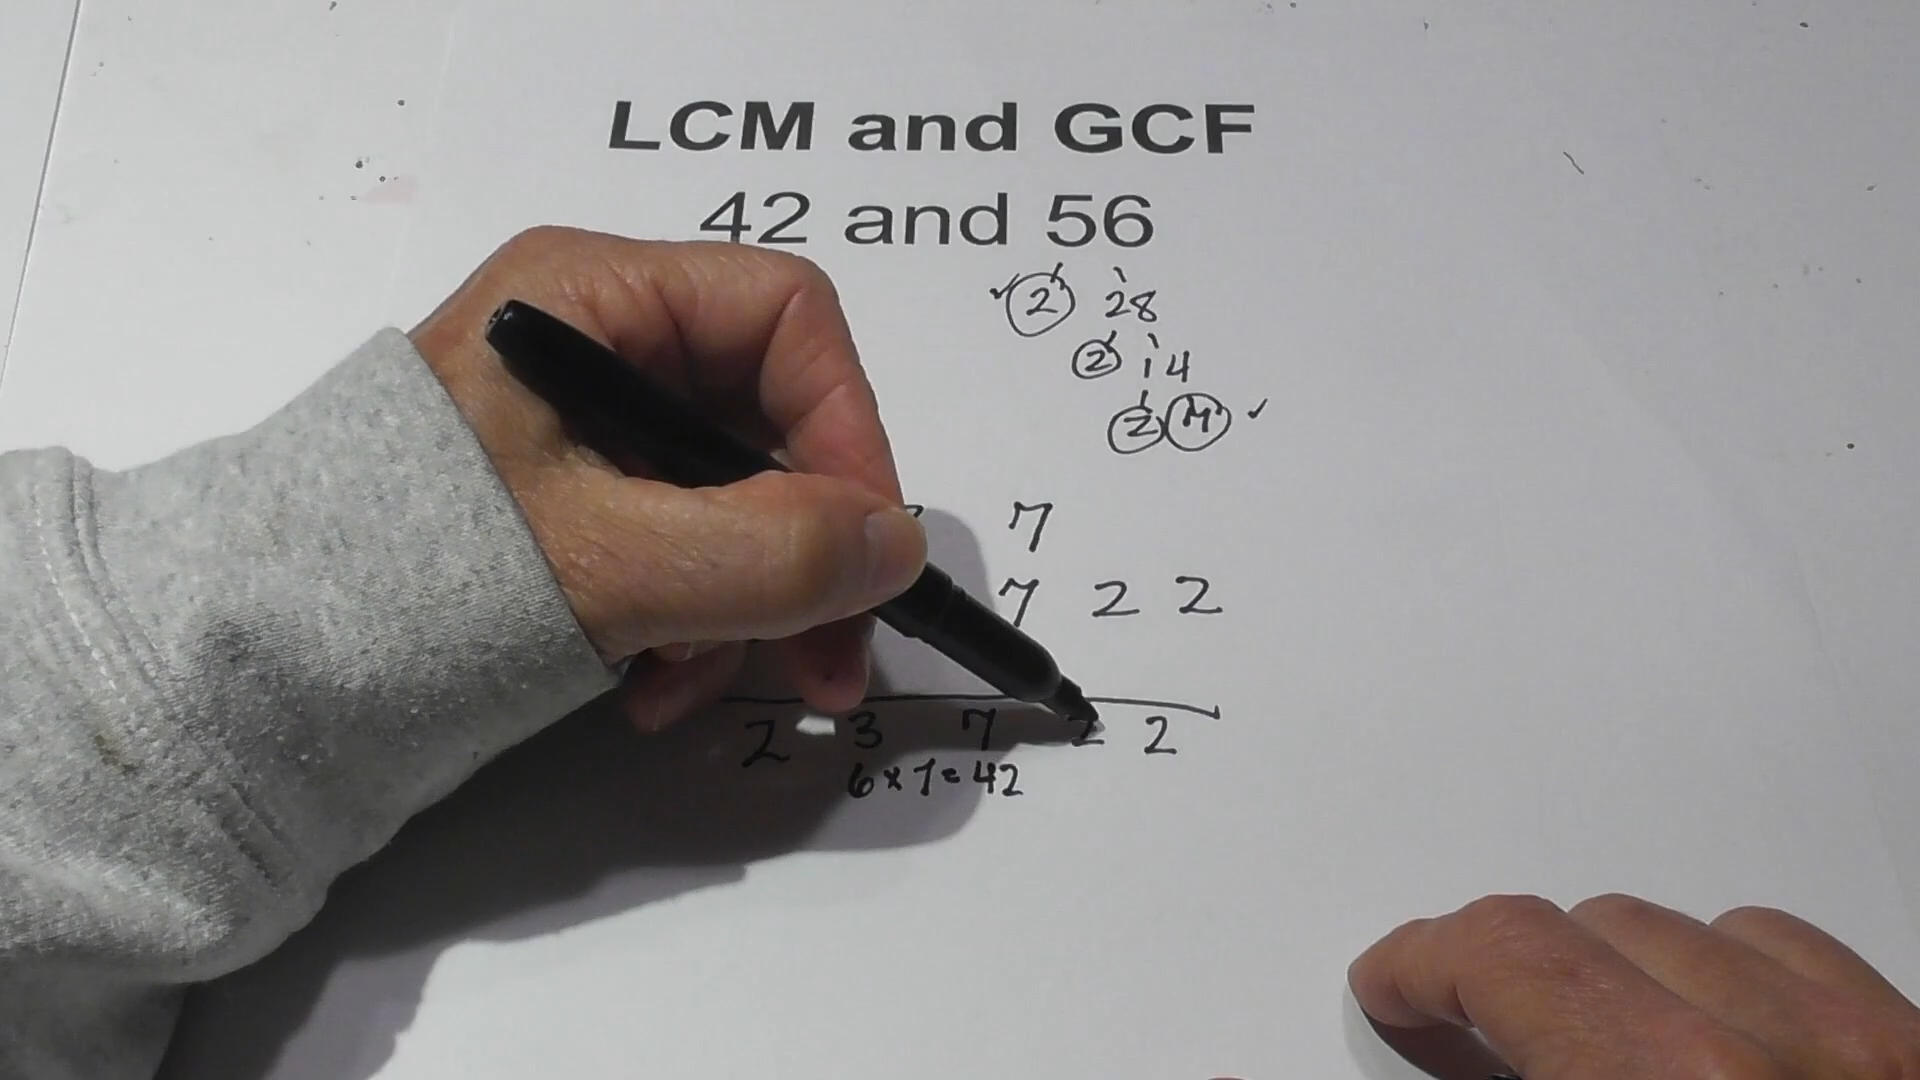 LCM and GCF
42 and 56
2 28
2 14
2 7
7
7 2 2
2 3 7 2 2
6 x 7 = 42